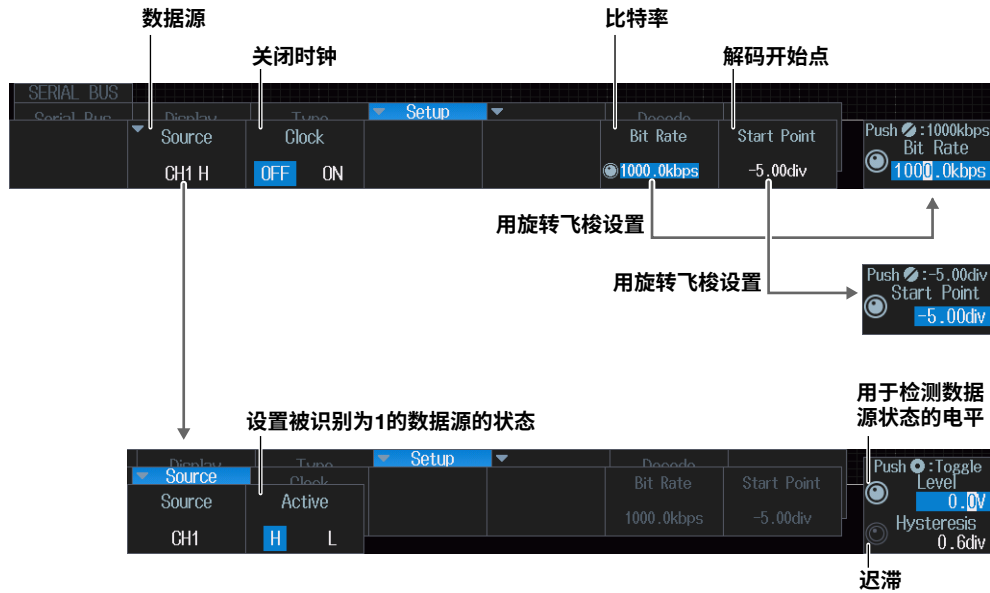 数据源
比特率
关闭时钟
解码开始点
SERIAL BUS
Serial Bus Display Type Setup Decode
Source Clock Bit Rate Start Point
CH1 H OFF ON 1000.0kbps -5.00div
Push :1000kbps
Bit Rate
1000.0kbps
用旋转飞梭设置
用旋转飞梭设置
Push :-5.00div
Start Point
-5.00div
设置被识别为1的数据源的状态
用于检测数据
源状态的电平
Display Type Setup Decode
Source Clock Bit Rate Start Point
Source Active
1000.0kbps -5.00div
CH1 H L
Push :Toggle
Level
0.0V
Hysteresis
0.6div
迟滞